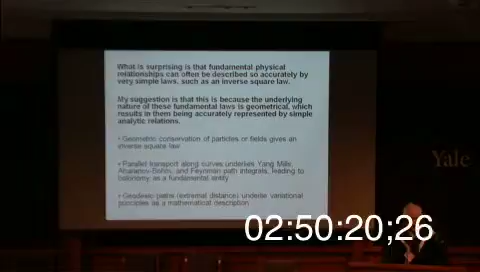 What is surprising is that fundamental physical
relationships can often be described so accurately by
very simple laws, such as an inverse square law.
My suggestion is that this is because the underlying
nature of these fundamental laws is geometrical, which
results in them being accurately represented by simple
analytic relations.
• Geometric conservation of particles or fields gives an
inverse square law
• Parallel transport along curves underlies Yang Mills,
Aharanov-Bohm, and Feynman path integrals, leading to
holonomy as a fundamental entity
• Geodesic paths (extremal distance) underlie variational
principles as a mathematical description
Yale
02:50:20;26